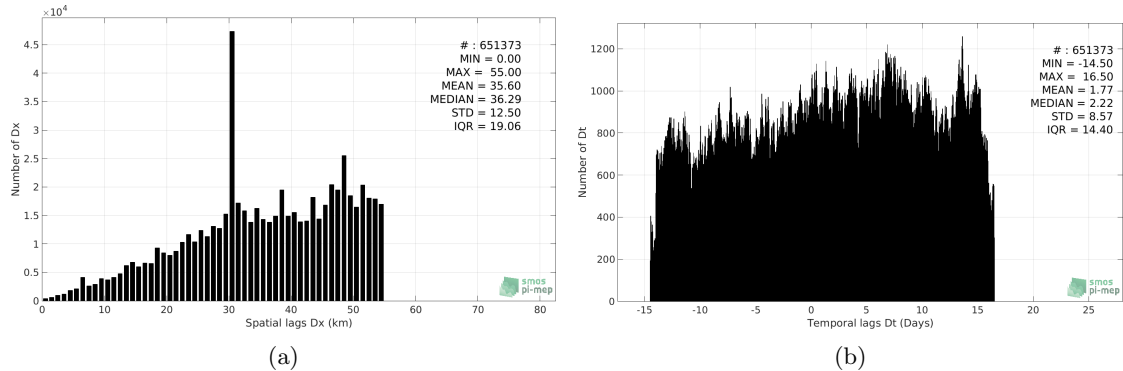 ×10⁴
4.5
4
3.5
3
2.5
2
1.5
1
0.5
0
0 10 20 30 40 50 60 70 80
Number of Dx
Spatial lags Dx (km)
# : 651373
MIN = 0.00
MAX = 55.00
MEAN = 35.60
MEDIAN = 36.29
STD = 12.50
IQR = 19.06
smos
pi-mep
(a)
1200
1000
800
600
400
200
0
-15 -10 -5 0 5 10 15 20 25
Number of Dt
Temporal lags Dt (Days)
# : 651373
MIN = -14.50
MAX = 16.50
MEAN = 1.77
MEDIAN = 2.22
STD = 8.57
IQR = 14.40
smos
pi-mep
(b)